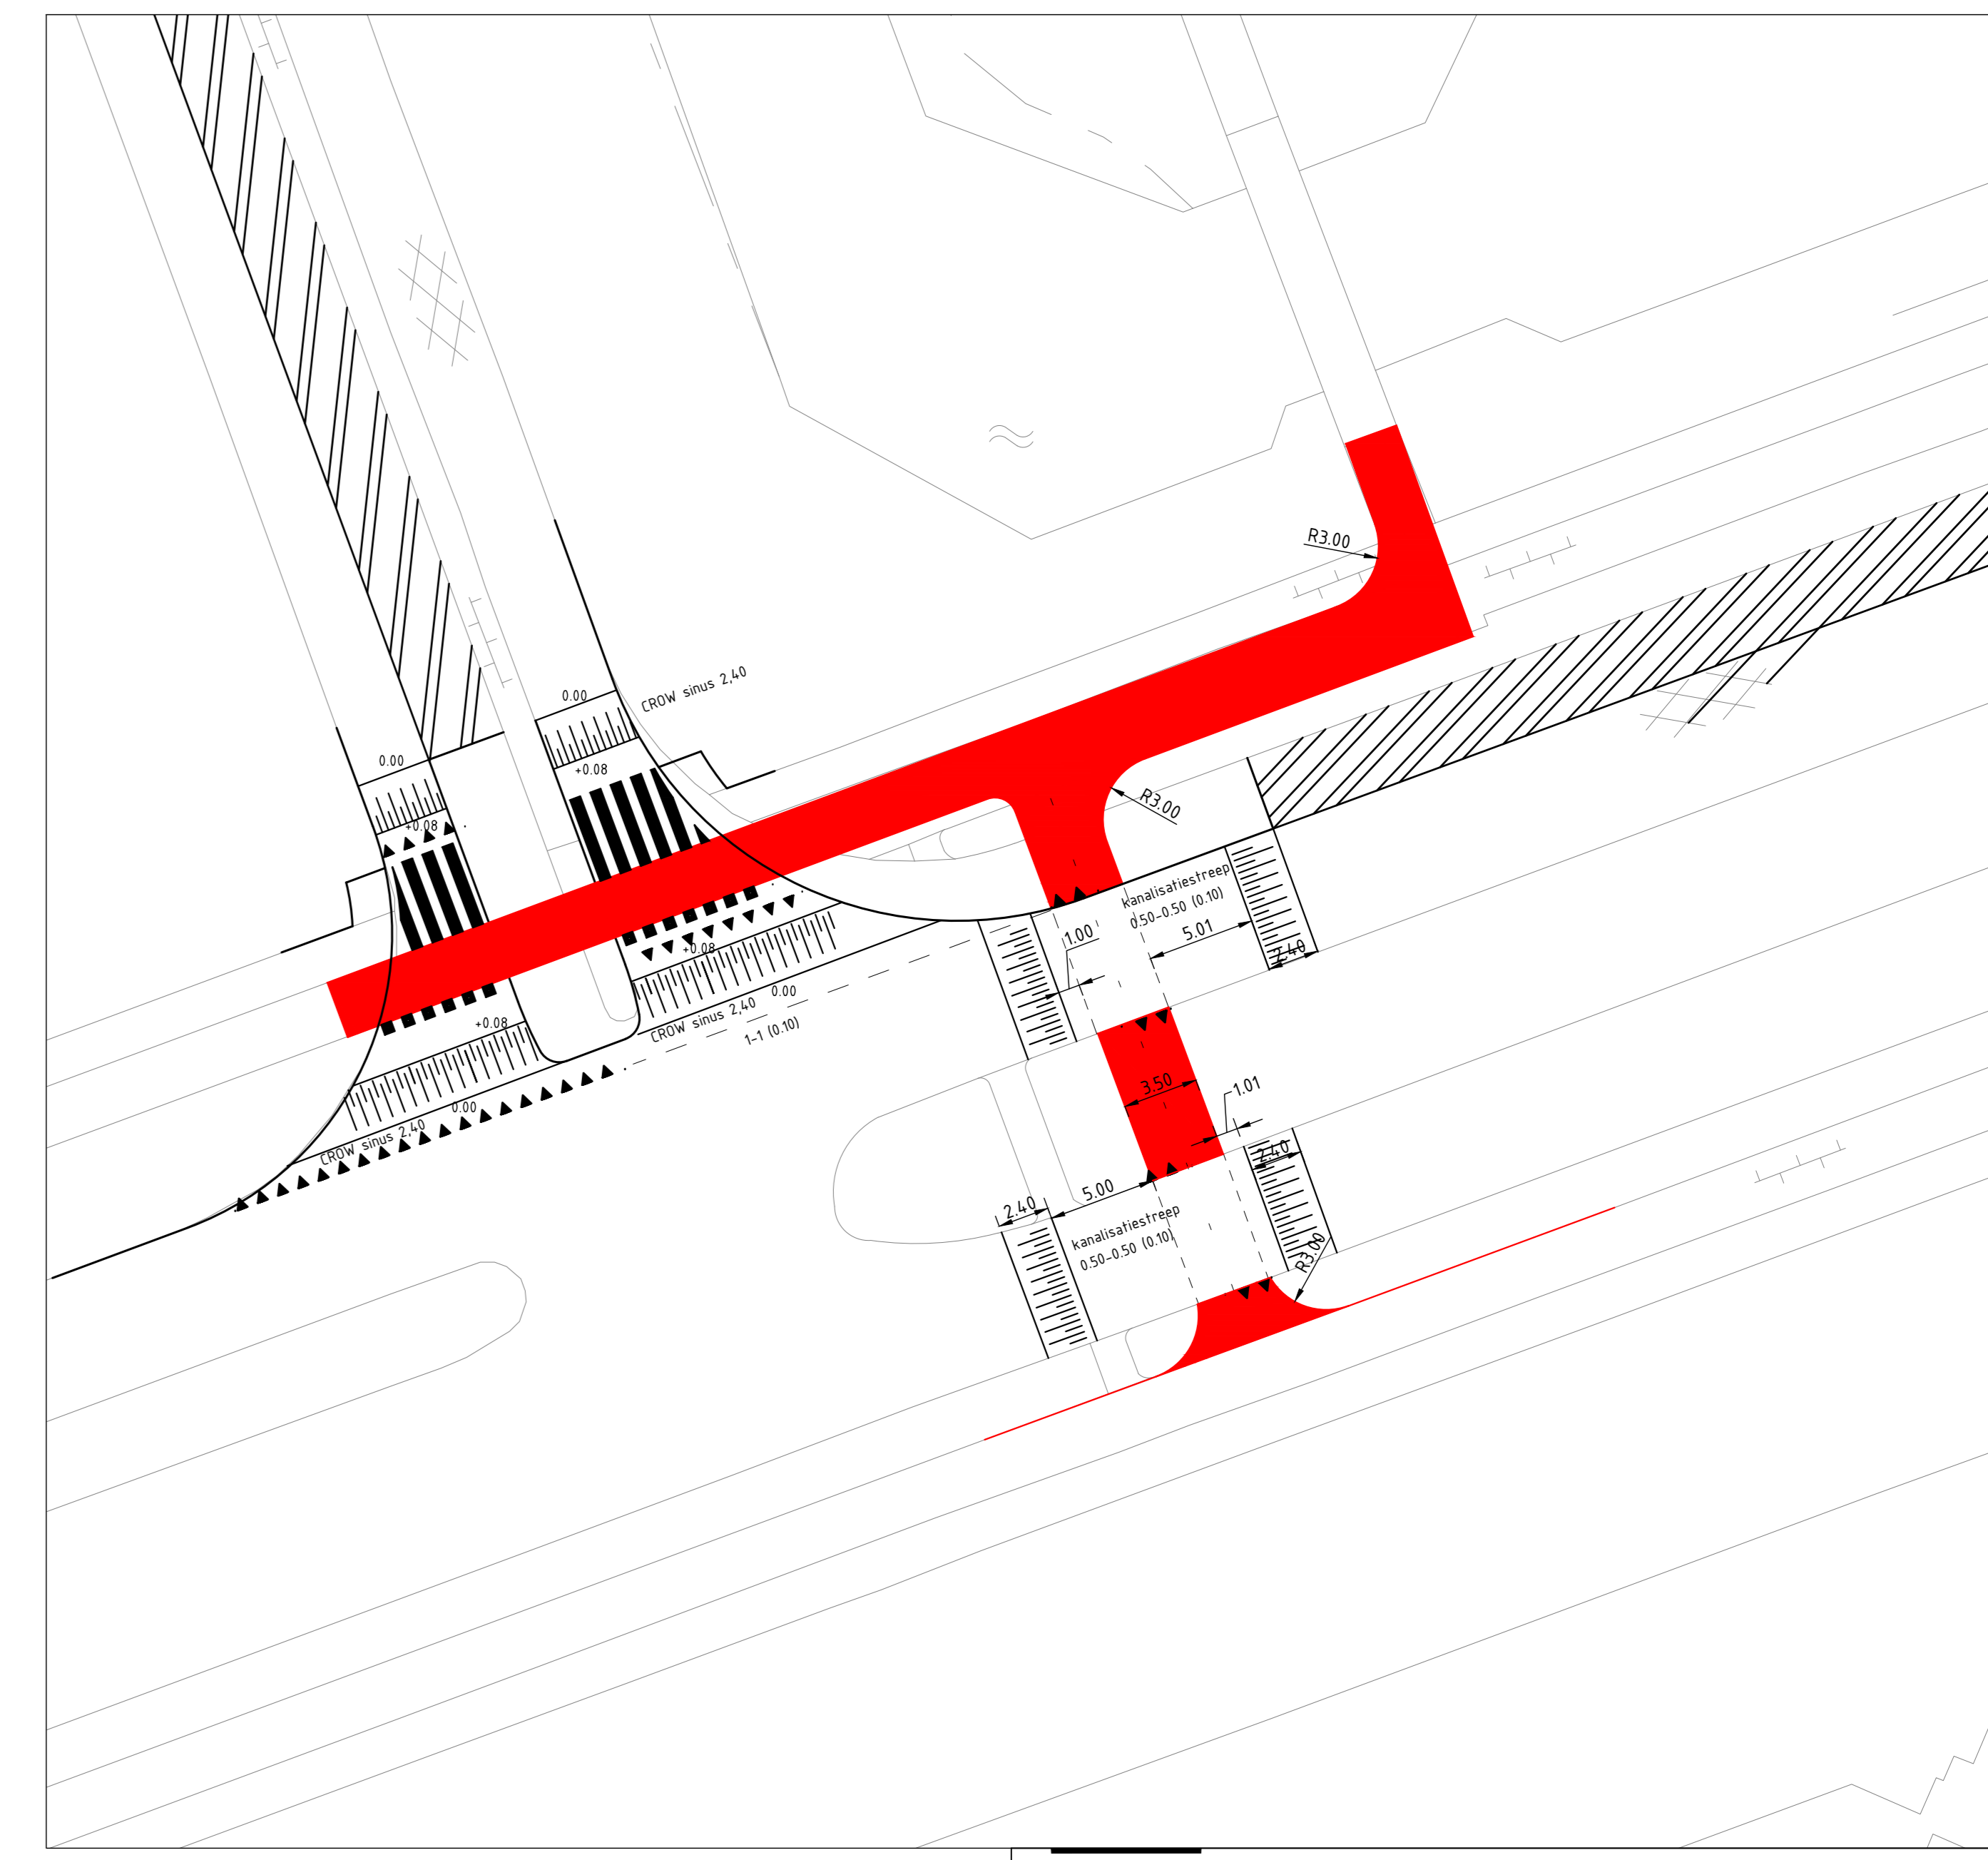 R3.00
CROW sinus 2,40
0.00
+0.08
0.00
+0.08
R3.00
kanalisatiestreep
0.50-0.50 (0.10)
5.01
1.00
2.40
+0.08
0.00
CROW sinus 2,40
1-1 (0.10)
+0.08
0.00
CROW sinus 2,40
3.50
1.01
2.40
5.00
2.40
kanalisatiestreep
0.50-0.50 (0.10)
R3.00